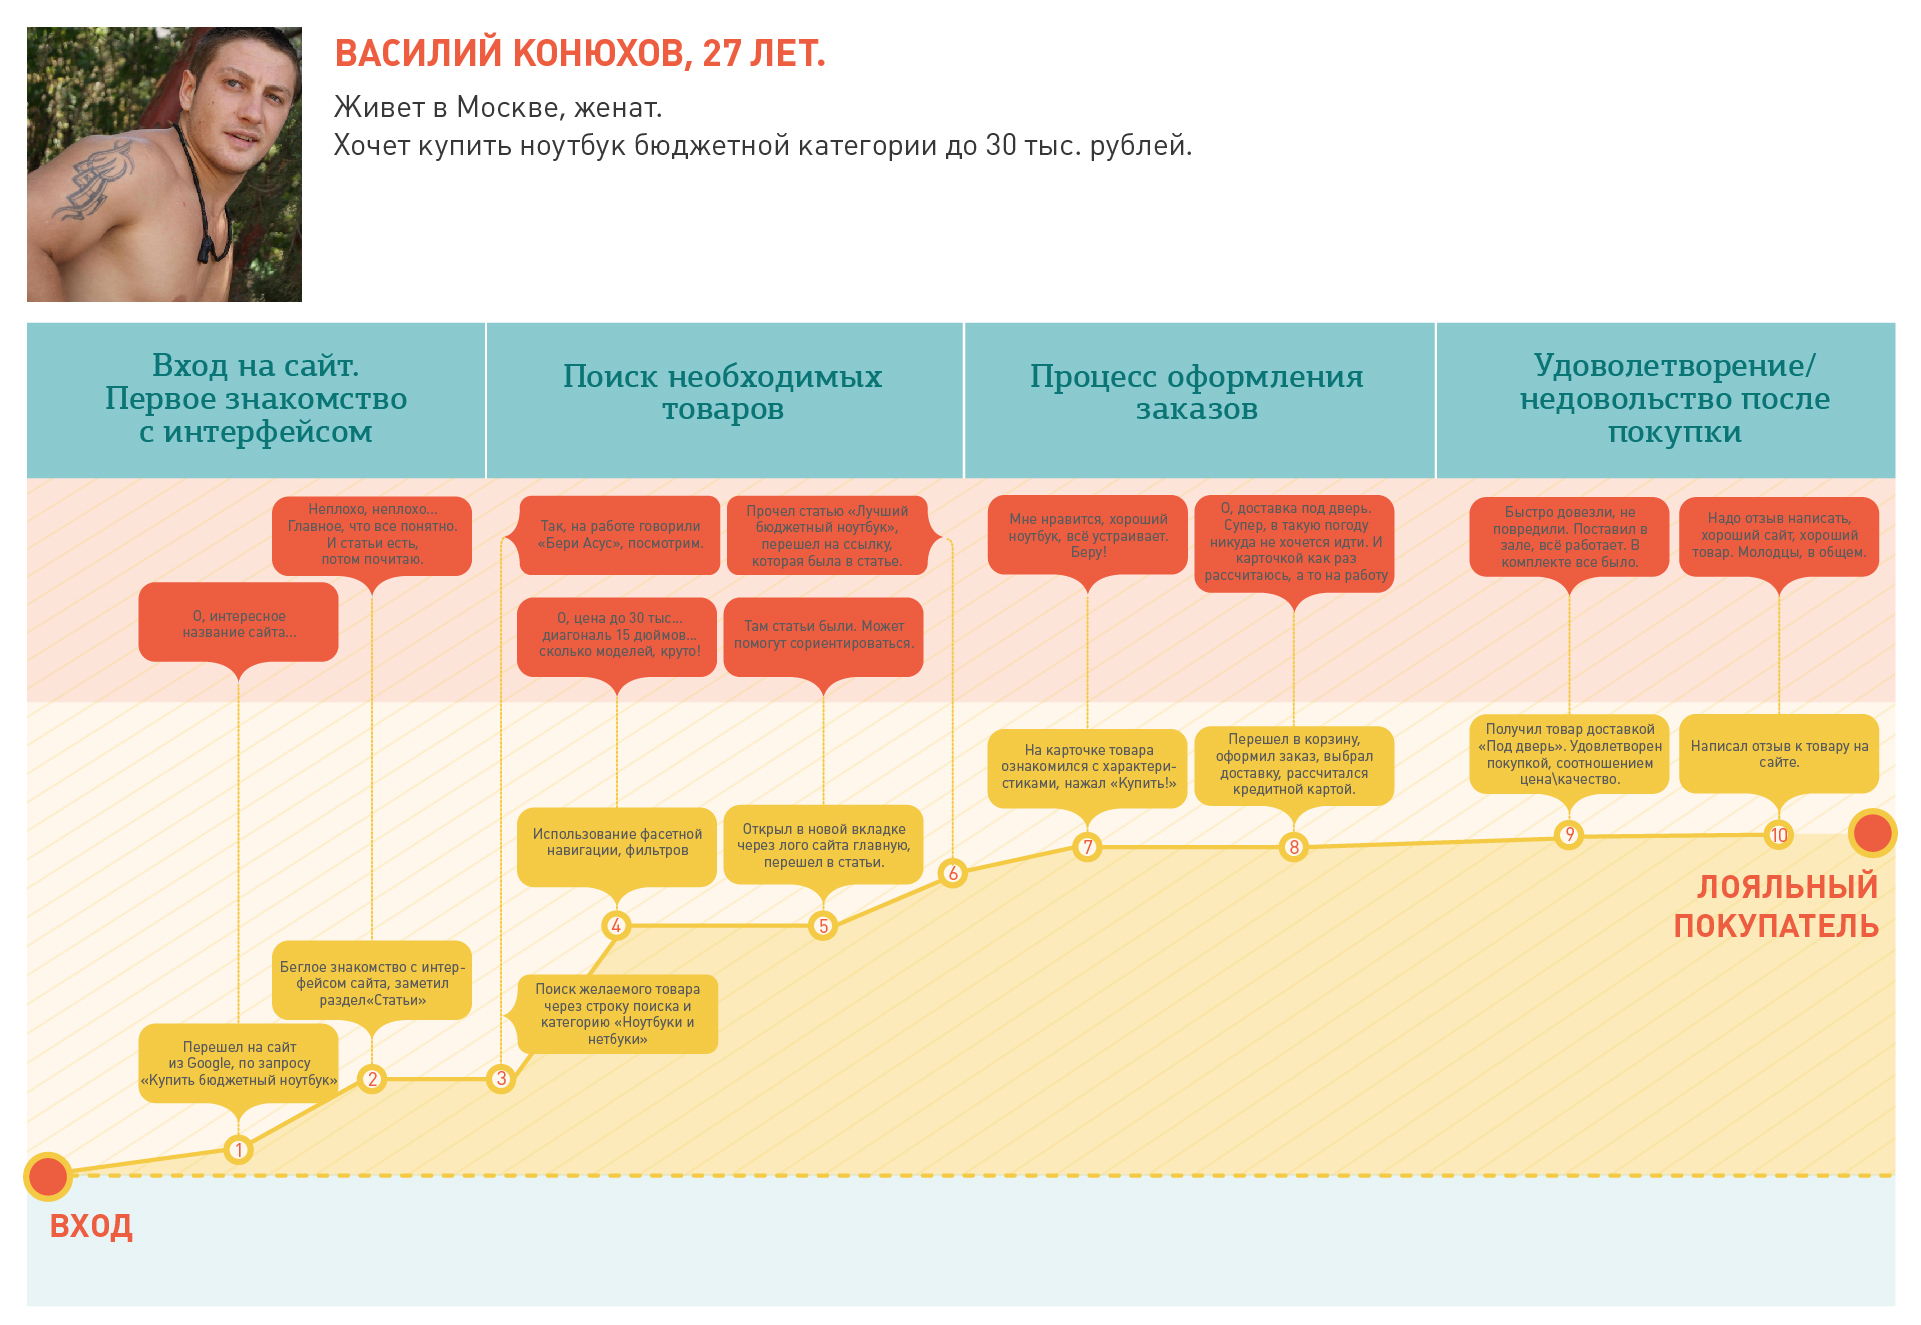 ВАСИЛИЙ КОНЮХОВ, 27 ЛЕТ.
Живет в Москве, женат.
Хочет купить ноутбук бюджетной категории до 30 тыс. рублей.
Вход на сайт.
Первое знакомство
с интерфейсом
Поиск необходимых
товаров
Процесс оформления
заказов
Удоволетворение/
недовольство после
покупки
О, интересное
название сайта...
Неплохо, неплохо...
Главное, что все понятно.
И статьи есть,
потом почитаю.
Так, на работе говорили
«Бери Асус», посмотрим.
Прочел статью «Лучший
бюджетный ноутбук»,
перешел на ссылку,
которая была в статье.
О, цена до 30 тыс...
диагональ 15 дюймов...
сколько моделей, круто!
Там статьи были. Может
помогут сориентироваться.
Мне нравится, хороший
ноутбук, всё устраивает.
Беру!
О, доставка под дверь.
Супер, в такую погоду
никуда не хочется идти. И
карточкой как раз
рассчитаюсь, а то на работу
Быстро довезли, не
повредили. Поставил в
зале, всё работает. В
комплекте все было.
Надо отзыв написать,
хороший сайт, хороший
товар. Молодцы, в общем.
Перешел на сайт
из Google, по запросу
«Купить бюджетный ноутбук»
Беглое знакомство с интер-
фейсом сайта, заметил
раздел«Статьи»
Поиск желаемого товара
через строку поиска и
категорию «Ноутбуки и
нетбуки»
Использование фасетной
навигации, фильтров
Открыл в новой вкладке
через лого сайта главную,
перешел в статьи.
На карточке товара
ознакомился с характери-
стиками, нажал «Купить!»
Перешел в корзину,
оформил заказ, выбрал
доставку, рассчитался
кредитной картой.
Получил товар доставкой
«Под дверь». Удовлетворен
покупкой, соотношением
цена\качество.
Написал отзыв к товару на
сайте.
1
2
3
4
5
6
7
8
9
10
ЛОЯЛЬНЫЙ
ПОКУПАТЕЛЬ
ВХОД